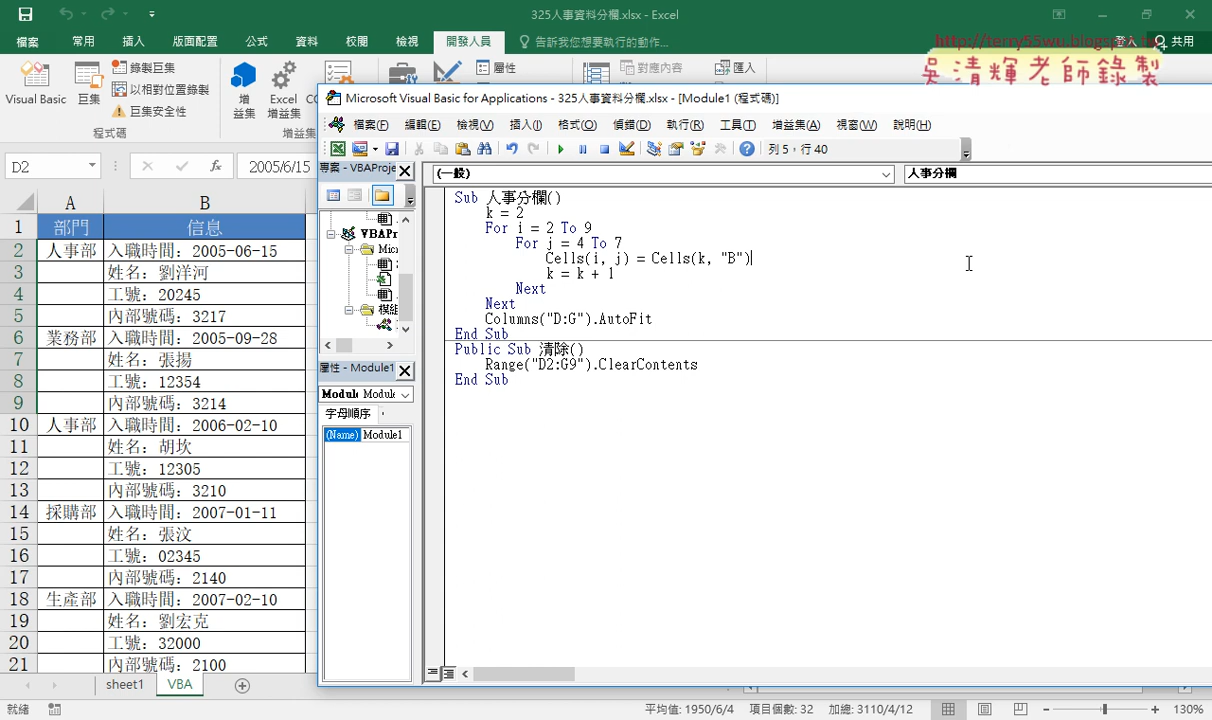 325人事資料分欄.xlsx - Excel
檔案 常用 插入 版面配置 公式 資料 校閱 檢視 開發人員 告訴我您想要執行的動作... 登入 共用
http://terry55wu.blogspot.tw
吳清輝老師錄製
Visual Basic 巨集 錄製巨集 以相對位置錄製 巨集安全性 增益集 Excel 增益集 屬性 對應內容 匯入
程式碼 增益集
Microsoft Visual Basic for Applications - 325人事資料分欄.xlsx - [Module1 (程式碼)]
檔案(F) 編輯(E) 檢視(V) 插入(I) 格式(O) 偵錯(D) 執行(R) 工具(T) 增益集(A) 視窗(W) 說明(H)
列 5，行 40
D2 fx 2005/6/15
專案 - VBAProje
(一般) 人事分欄
VBAPr
Micr
模組
屬性 - Module1
Module Module
字母順序
(Name) Module1
Sub 人事分欄()
k = 2
For i = 2 To 9
For j = 4 To 7
Cells(i, j) = Cells(k, "B")
k = k + 1
Next
Next
Columns("D:G").AutoFit
End Sub
Public Sub 清除()
Range("D2:G9").ClearContents
End Sub
A B
1 部門 信息
2 人事部 入職時間：2005-06-15
3 姓名：劉洋河
4 工號：20245
5 內部號碼：3217
6 業務部 入職時間：2005-09-28
7 姓名：張揚
8 工號：12354
9 內部號碼：3214
10 人事部 入職時間：2006-02-10
11 姓名：胡坎
12 工號：12305
13 內部號碼：3210
14 採購部 入職時間：2007-01-11
15 姓名：張汶
16 工號：02345
17 內部號碼：2140
18 生產部 入職時間：2007-02-10
19 姓名：劉宏克
20 工號：32000
21 內部號碼：2100
sheet1 VBA
就緒 平均值: 1950/6/4 項目個數: 32 加總: 3110/4/12 130%